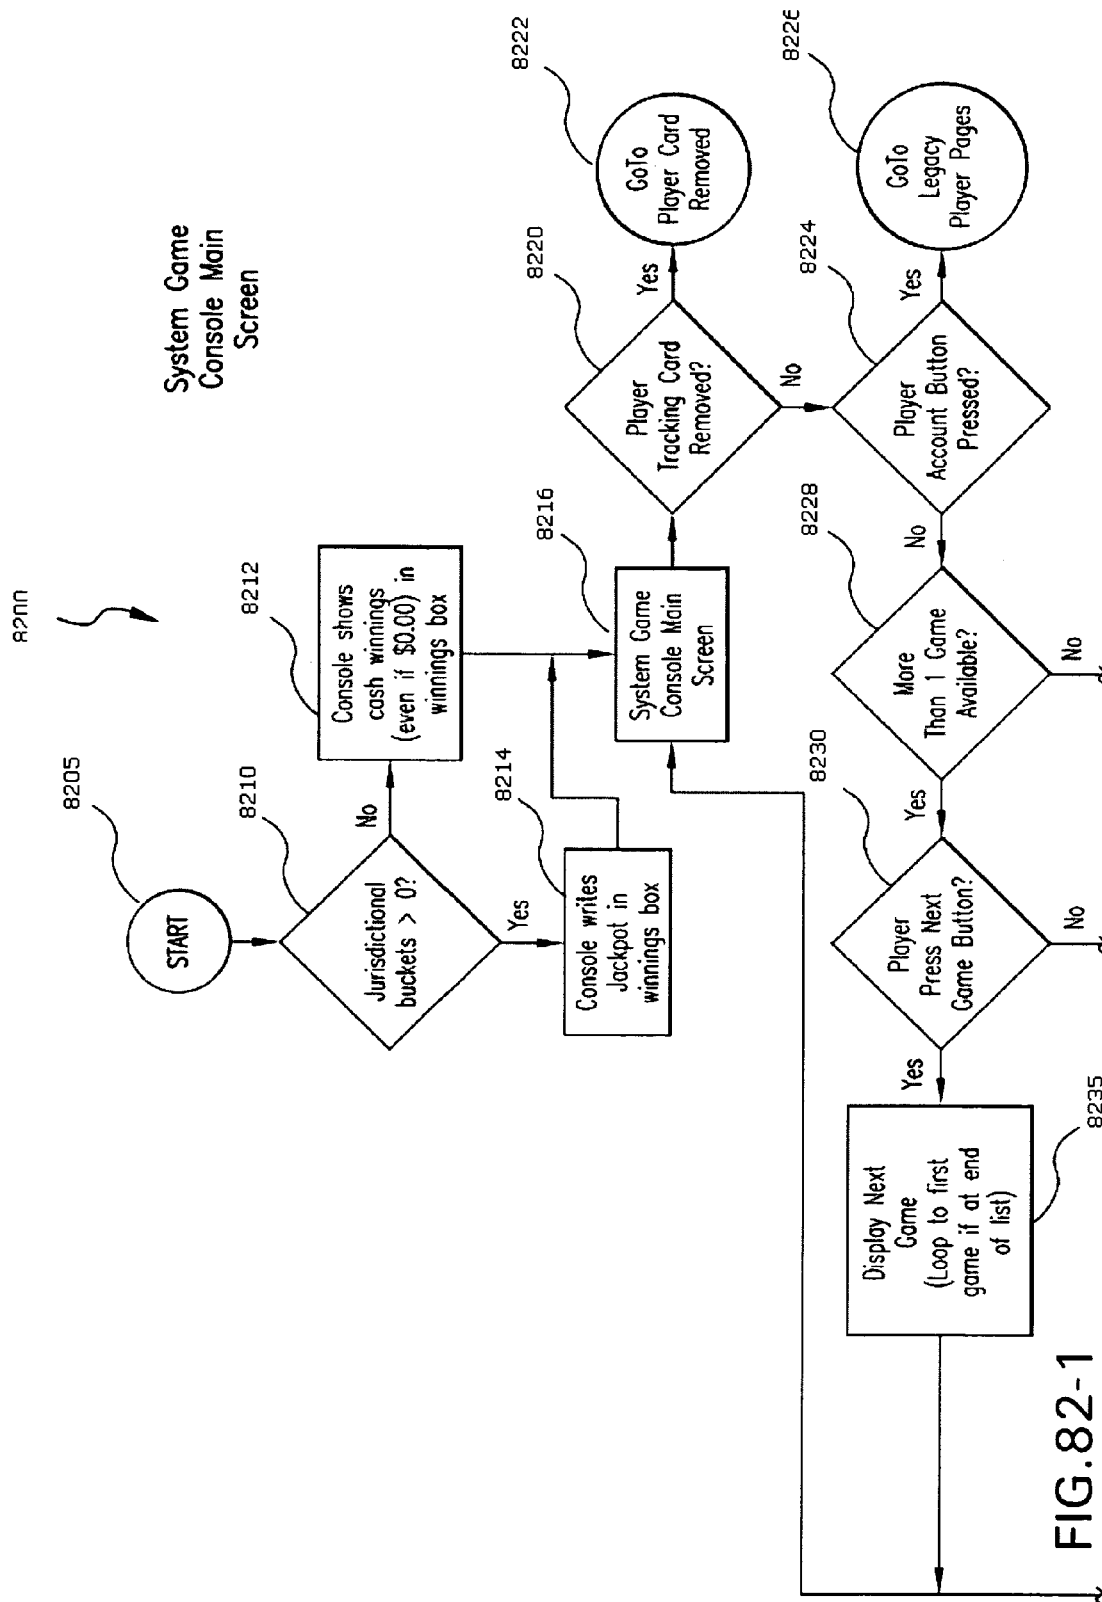 8200
System Game
Console Main
Screen
8205
START
8210
Jurisdictional
buckets > 0?
No
Yes
8212
Console shows
cash winnings
(even if $0.00) in
winnings box
8214
Console writes
Jackpot in
winnings box
8216
System Game
Console Main
Screen
8220
Player
Tracking Card
Removed?
Yes
No
8222
GoTo
Player Card
Removed
8224
Player
Account Button
Pressed?
Yes
No
8226
GoTo
Legacy
Player Pages
8228
More
Than 1 Game
Available?
Yes
No
8230
Player
Press Next
Game Button?
Yes
No
8235
Display Next
Game
(Loop to first
game if at end
of list)
FIG.82-1